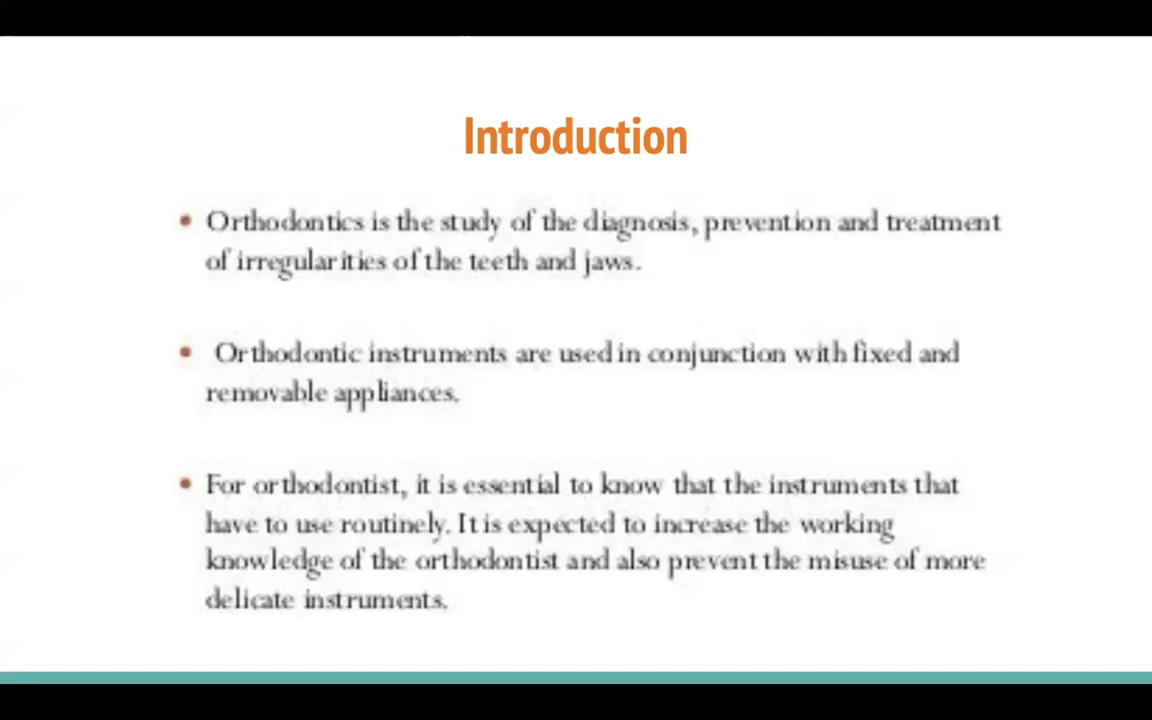 Introduction
• Orthodontics is the study of the diagnosis, prevention and treatment
of irregularities of the teeth and jaws.
• Orthodontic instruments are used in conjunction with fixed and
removable appliances.
• For orthodontist, it is essential to know that the instruments that
have to use routinely. It is expected to increase the working
knowledge of the orthodontist and also prevent the misuse of more
delicate instruments.